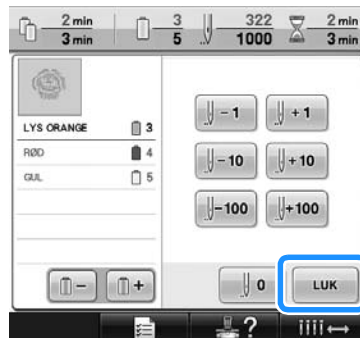 2 min 3 322 2 min
3 min 5 1000 3 min
-1 +1
LYS ORANGE 3
RØD 4
-10 +10
GUL 5
-100 +100
- + 0 LUK
?